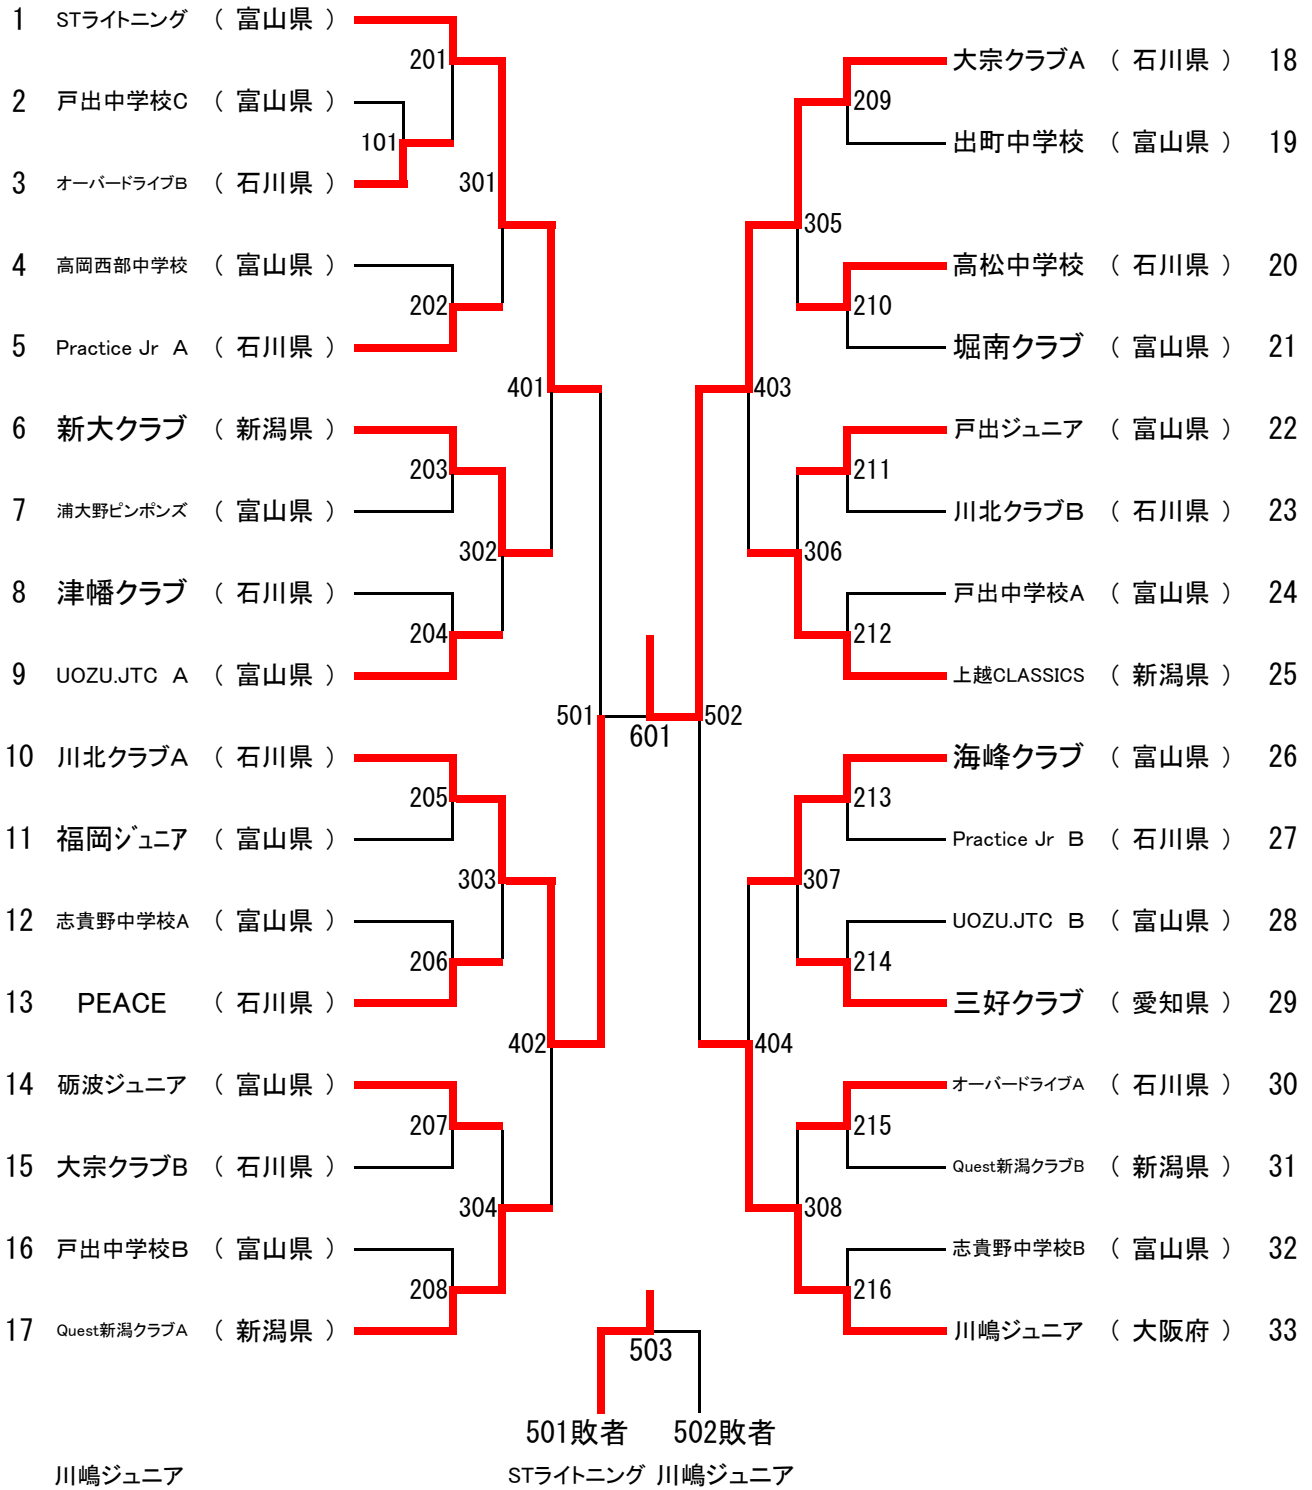 1 STライトニング （ 富山県 ）
201
大宗クラブA （ 石川県 ） 18
2 戸出中学校C （ 富山県 ）
209
101
出町中学校 （ 富山県 ） 19
3 オーバードライブB （ 石川県 ）
301
305
4 高岡西部中学校 （ 富山県 ）
高松中学校 （ 石川県 ） 20
202
210
5 Practice Jr A （ 石川県 ）
堀南クラブ （ 富山県 ） 21
401
403
6 新大クラブ （ 新潟県 ）
戸出ジュニア （ 富山県 ） 22
203
211
7 浦大野ピンポンズ （ 富山県 ）
川北クラブB （ 石川県 ） 23
302
306
8 津幡クラブ （ 石川県 ）
戸出中学校A （ 富山県 ） 24
204
212
9 UOZU.JTC A （ 富山県 ）
上越CLASSICS （ 新潟県 ） 25
501
502
601
10 川北クラブA （ 石川県 ）
海峰クラブ （ 富山県 ） 26
205
213
11 福岡ジュニア （ 富山県 ）
Practice Jr B （ 石川県 ） 27
303
307
12 志貴野中学校A （ 富山県 ）
UOZU.JTC B （ 富山県 ） 28
206
214
13 PEACE （ 石川県 ）
三好クラブ （ 愛知県 ） 29
402
404
14 砺波ジュニア （ 富山県 ）
オーバードライブA （ 石川県 ） 30
207
215
15 大宗クラブB （ 石川県 ）
Quest新潟クラブB （ 新潟県 ） 31
304
308
16 戸出中学校B （ 富山県 ）
志貴野中学校B （ 富山県 ） 32
208
216
17 Quest新潟クラブA （ 新潟県 ）
川嶋ジュニア （ 大阪府 ） 33
503
501敗者 502敗者
川嶋ジュニア STライトニング 川嶋ジュニア